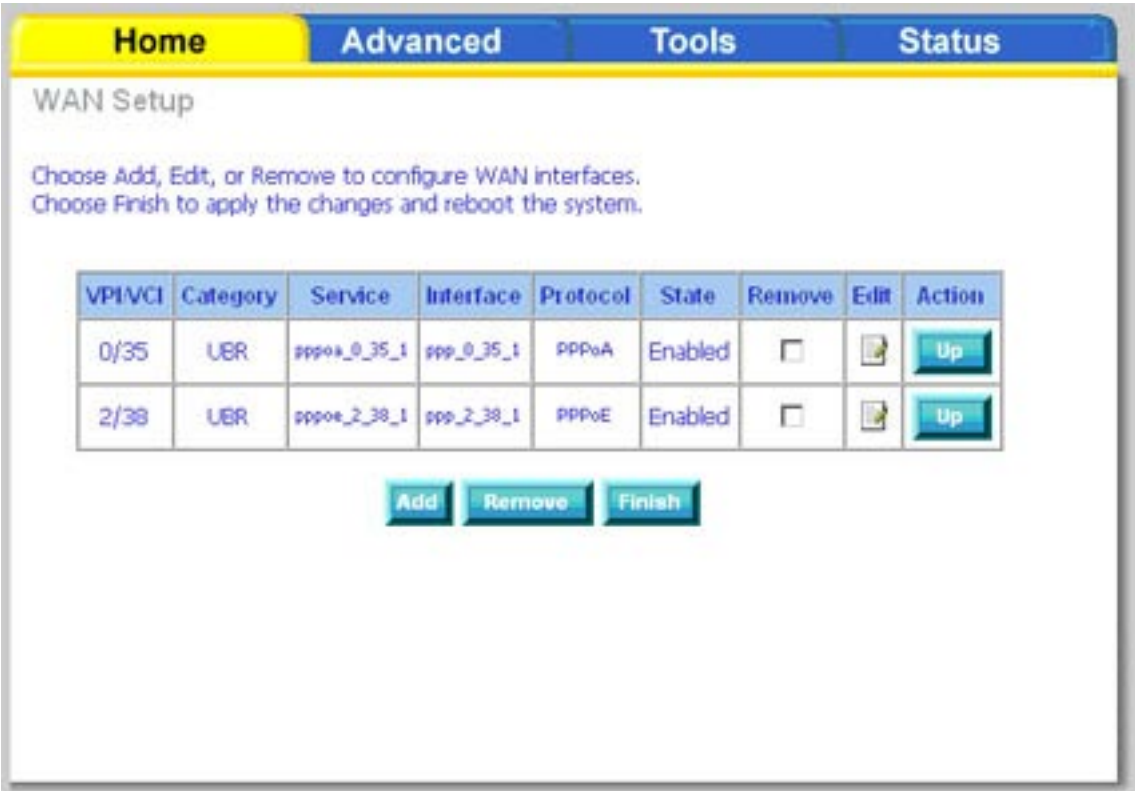 Home Advanced Tools Status
WAN Setup
Choose Add, Edit, or Remove to configure WAN interfaces.
Choose Finish to apply the changes and reboot the system.
VPI/VCI Category Service Interface Protocol State Remove Edit Action
0/35 UBR pppoa_0_35_1 ppp_0_35_1 PPPoA Enabled Up
2/38 UBR pppoe_2_38_1 ppp_2_38_1 PPPoE Enabled Up
Add Remove Finish